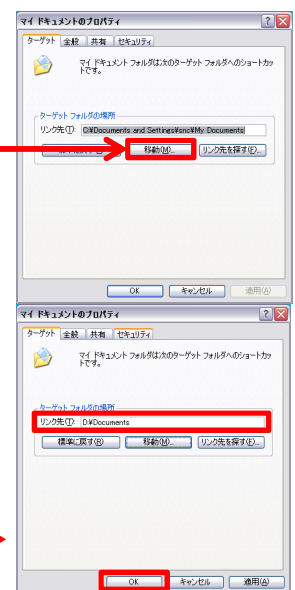 マイ ドキュメントのプロパティ
ターゲット 全般 共有 セキュリティ
マイ ドキュメント フォルダは次のターゲット フォルダへのショートカッ
トです。
ターゲット フォルダの場所
リンク先(T): C:¥Documents and Settings¥snc¥My Documents
移動(M)... リンク先を探す(F)...
OK キャンセル 適用(A)
マイ ドキュメントのプロパティ
ターゲット 全般 共有 セキュリティ
マイ ドキュメント フォルダは次のターゲット フォルダへのショートカッ
トです。
ターゲット フォルダの場所
リンク先(T): D:¥Documents
標準に戻す(R) 移動(M)... リンク先を探す(F)...
OK キャンセル 適用(A)